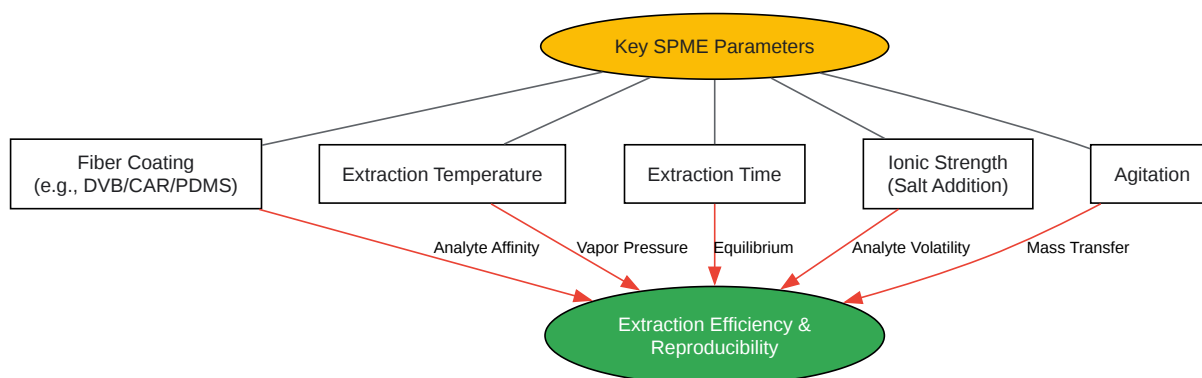 Key SPME Parameters
Fiber Coating
(e.g., DVB/CAR/PDMS)
Extraction Temperature
Extraction Time
Ionic Strength
(Salt Addition)
Agitation
Analyte Affinity
Vapor Pressure
Equilibrium
Analyte Volatility
Mass Transfer
Extraction Efficiency &
Reproducibility